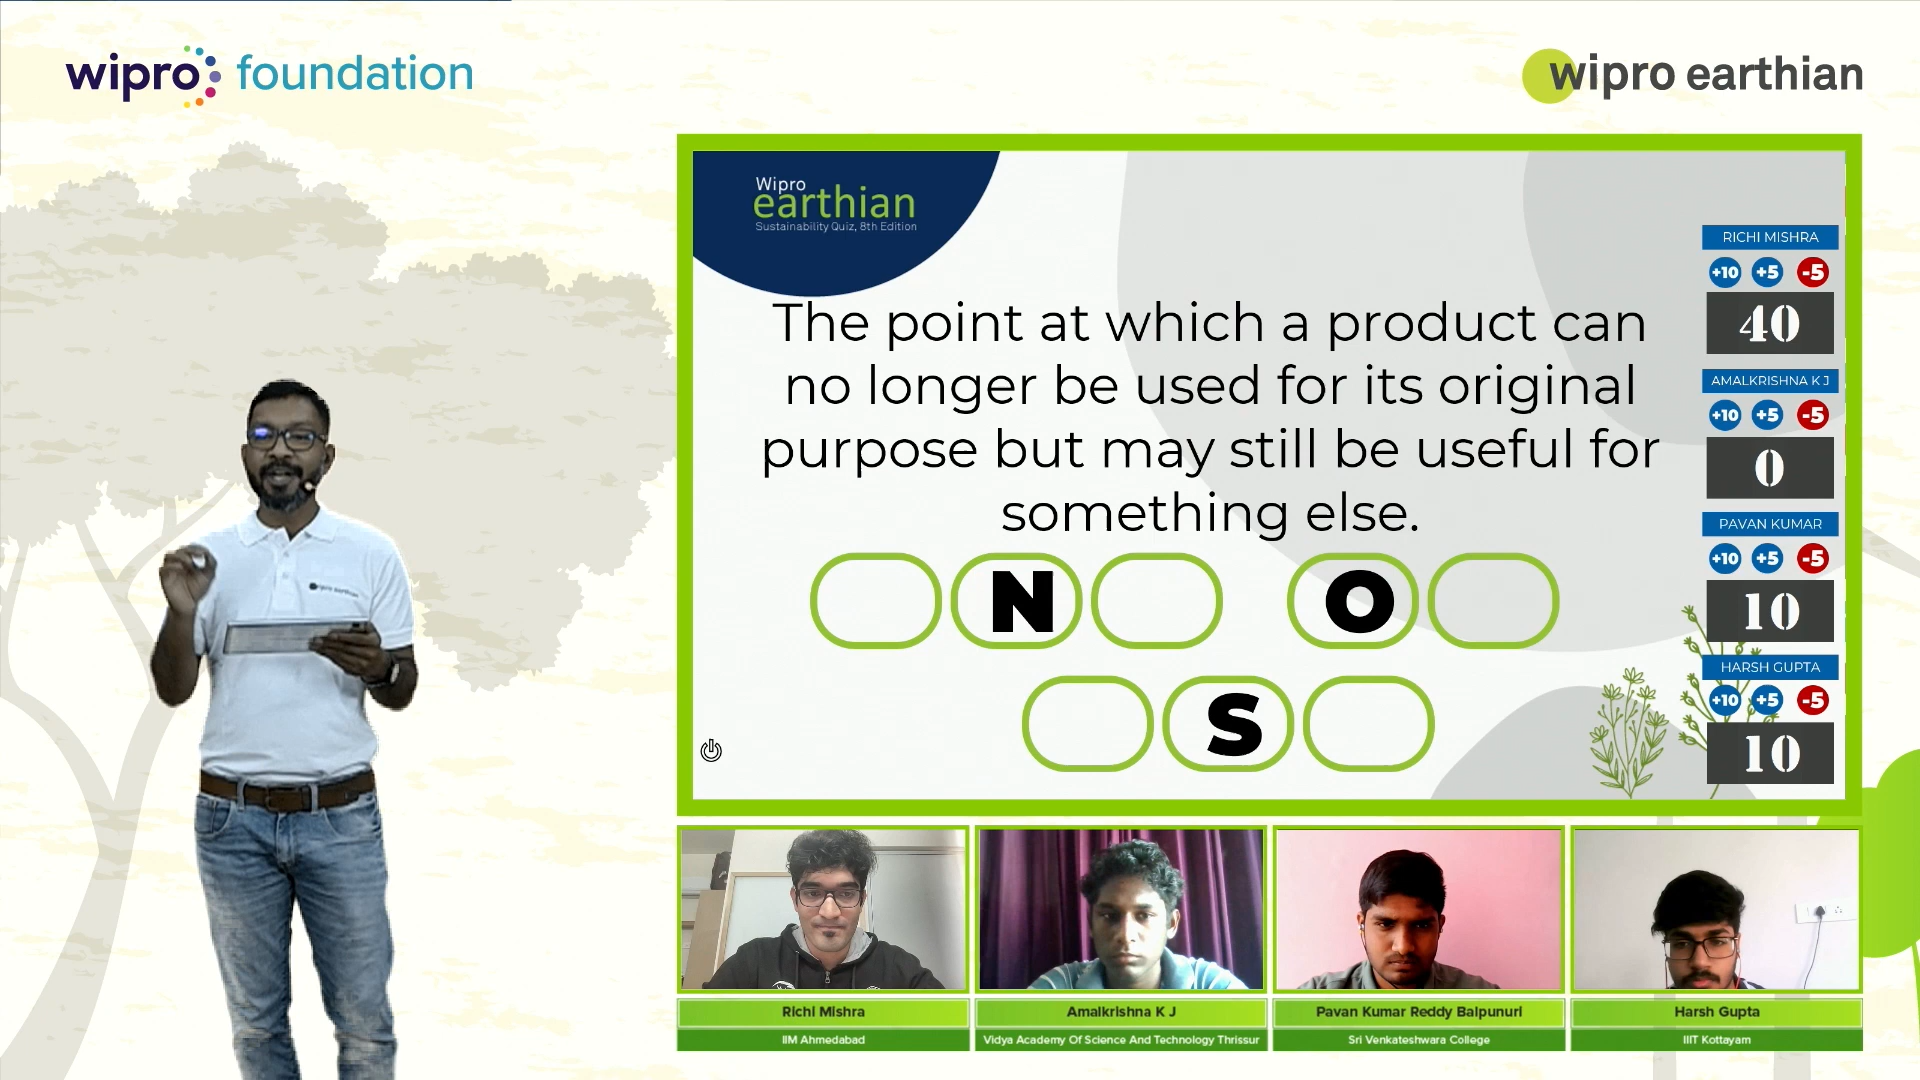 wipro foundation
wipro earthian
Wipro
earthian
Sustainability Quiz, 8th Edition
The point at which a product can
no longer be used for its original
purpose but may still be useful for
something else.
N O
S
RICHI MISHRA
+10 +5 -5
40
AMALKRISHNA K J
+10 +5 -5
0
PAVAN KUMAR
+10 +5 -5
10
HARSH GUPTA
+10 +5 -5
10
Richi Mishra
IIM Ahmedabad
Amalkrishna K J
Vidya Academy Of Science And Technology Thrissur
Pavan Kumar Reddy Balpunuri
Sri Venkateshwara College
Harsh Gupta
IIIT Kottayam